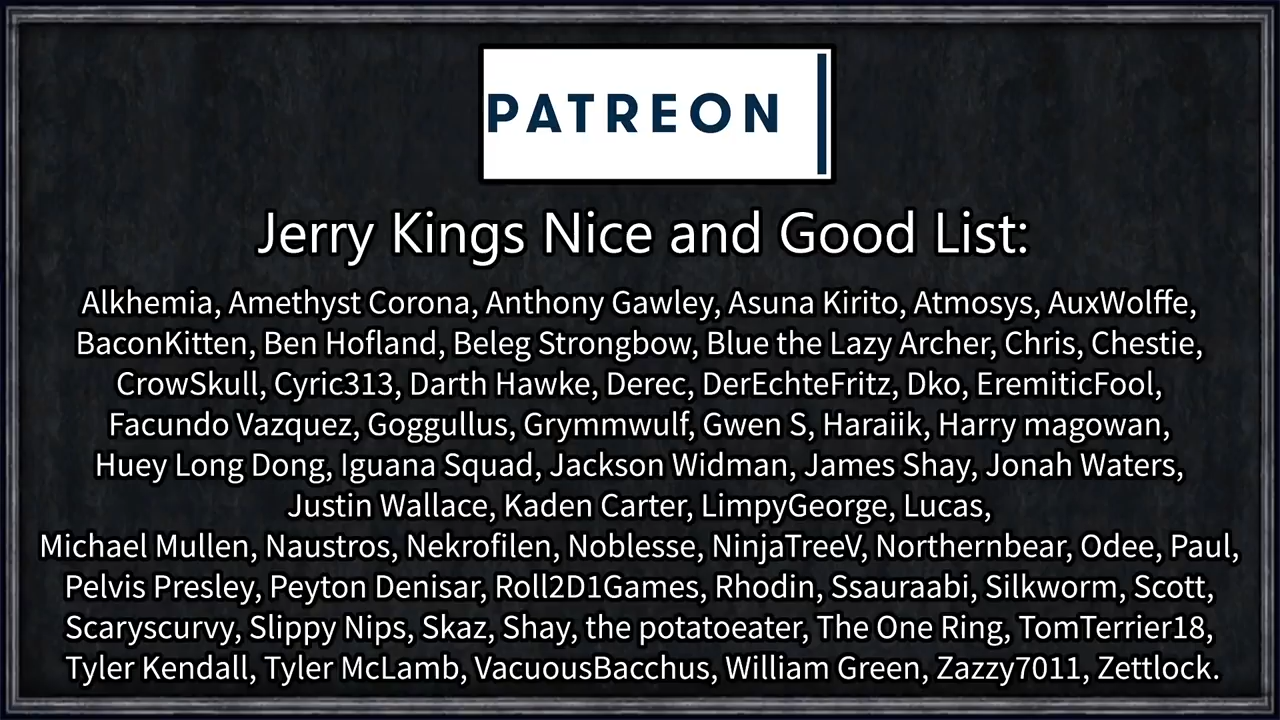 PATREON
Jerry Kings Nice and Good List:
Alkhemia, Amethyst Corona, Anthony Gawley, Asuna Kirito, Atmosys, AuxWolffe,
BaconKitten, Ben Hofland, Beleg Strongbow, Blue the Lazy Archer, Chris, Chestie,
CrowSkull, Cyric313, Darth Hawke, Derec, DerEchteFritz, Dko, EremiticFool,
Facundo Vazquez, Goggullus, Grymmwulf, Gwen S, Haraiik, Harry magowan,
Huey Long Dong, Iguana Squad, Jackson Widman, James Shay, Jonah Waters,
Justin Wallace, Kaden Carter, LimpyGeorge, Lucas,
Michael Mullen, Naustros, Nekrofilen, Noblesse, NinjaTreeV, Northernbear, Odee, Paul,
Pelvis Presley, Peyton Denisar, Roll2D1Games, Rhodin, Ssauraabi, Silkworm, Scott,
Scaryscurvy, Slippy Nips, Skaz, Shay, the potatoeater, The One Ring, TomTerrier18,
Tyler Kendall, Tyler McLamb, VacuousBacchus, William Green, Zazzy7011, Zettlock.